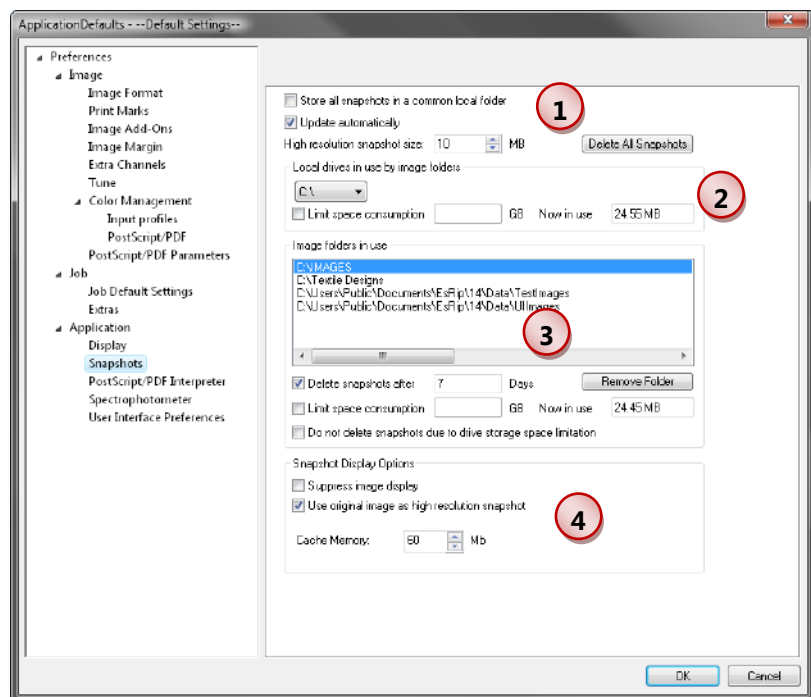 ApplicationDefaults - --Default Settings--
Preferences
Image
Image Format
Print Marks
Image Add-Ons
Image Margin
Extra Channels
Tune
Color Management
Input profiles
PostScript/PDF
PostScript/PDF Parameters
Job
Job Default Settings
Extras
Application
Display
Snapshots
PostScript/PDF Interpreter
Spectrophotometer
User Interface Preferences
Store all snapshots in a common local folder
1
Update automatically
High resolution snapshot size: 10 MB Delete All Snapshots
Local drives in use by image folders
2
C:\
Limit space consumption GB Now in use 24.55 MB
Image folders in use
C:\IMAGES
C:\Textile Designs
C:\Users\Public\Documents\EsRip\14\Data\TestImages
C:\Users\Public\Documents\EsRip\14\Data\UIImages
3
Delete snapshots after 7 Days Remove Folder
Limit space consumption GB Now in use 24.45 MB
Do not delete snapshots due to drive storage space limitation
Snapshot Display Options
Suppress image display
Use original image as high resolution snapshot
4
Cache Memory: 60 Mb
OK Cancel